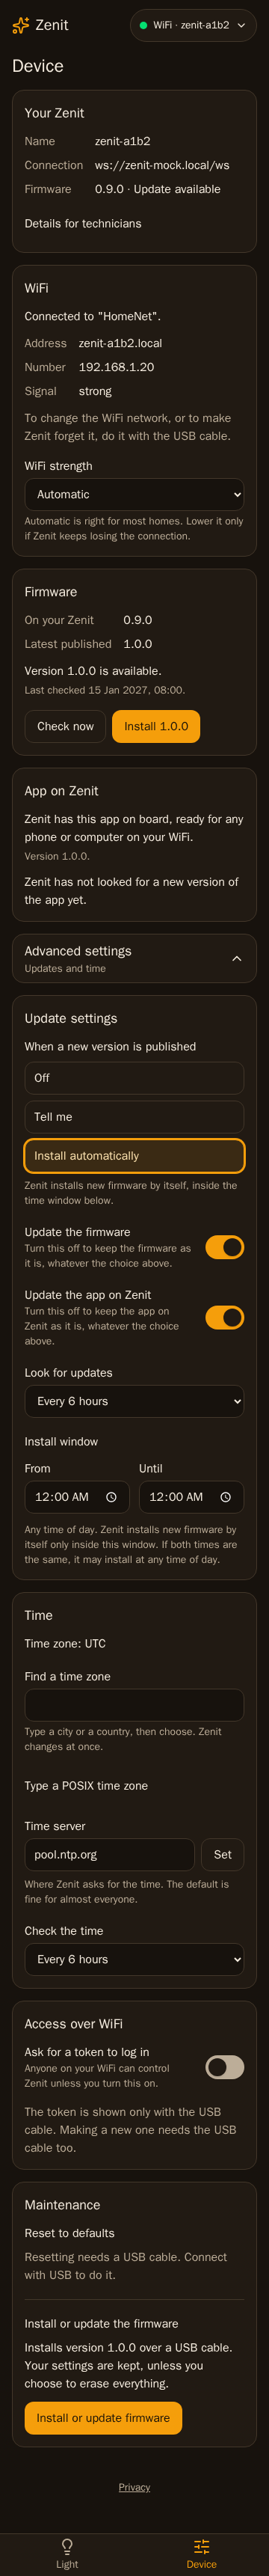 Zenit
WiFi · zenit-a1b2
Device
Your Zenit
Name zenit-a1b2
Connection ws://zenit-mock.local/ws
Firmware 0.9.0 · Update available
Details for technicians
WiFi
Connected to "HomeNet".
Address zenit-a1b2.local
Number 192.168.1.20
Signal strong
To change the WiFi network, or to make
Zenit forget it, do it with the USB cable.
WiFi strength
Automatic
Automatic is right for most homes. Lower it only
if Zenit keeps losing the connection.
Firmware
On your Zenit 0.9.0
Latest published 1.0.0
Version 1.0.0 is available.
Last checked 15 Jan 2027, 08:00.
Check now
Install 1.0.0
App on Zenit
Zenit has this app on board, ready for any
phone or computer on your WiFi.
Version 1.0.0.
Zenit has not looked for a new version of
the app yet.
Advanced settings
Updates and time
Update settings
When a new version is published
Off
Tell me
Install automatically
Zenit installs new firmware by itself, inside the
time window below.
Update the firmware
Turn this off to keep the firmware as
it is, whatever the choice above.
Update the app on Zenit
Turn this off to keep the app on
Zenit as it is, whatever the choice
above.
Look for updates
Every 6 hours
Install window
From Until
12:00 AM 12:00 AM
Any time of day. Zenit installs new firmware by
itself only inside this window. If both times are
the same, it may install at any time of day.
Time
Time zone: UTC
Find a time zone
Type a city or a country, then choose. Zenit
changes at once.
Type a POSIX time zone
Time server
pool.ntp.org Set
Where Zenit asks for the time. The default is
fine for almost everyone.
Check the time
Every 6 hours
Access over WiFi
Ask for a token to log in
Anyone on your WiFi can control
Zenit unless you turn this on.
The token is shown only with the USB
cable. Making a new one needs the USB
cable too.
Maintenance
Reset to defaults
Resetting needs a USB cable. Connect
with USB to do it.
Install or update the firmware
Installs version 1.0.0 over a USB cable.
Your settings are kept, unless you
choose to erase everything.
Install or update firmware
Privacy
Light Device